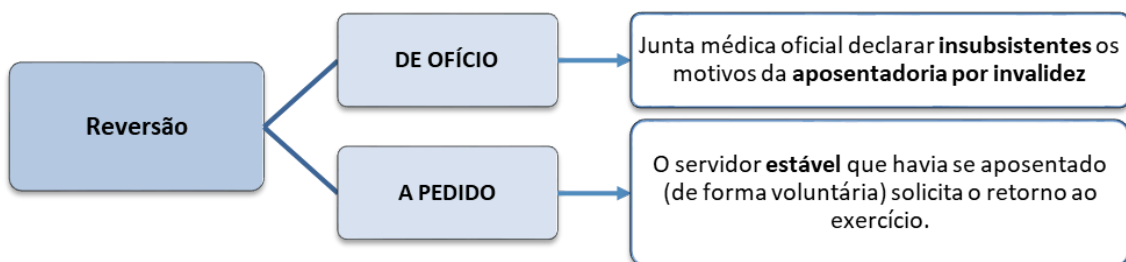 Reversão
DE OFÍCIO
Junta médica oficial declarar insubsistentes os
motivos da aposentadoria por invalidez
A PEDIDO
O servidor estável que havia se aposentado
(de forma voluntária) solicita o retorno ao
exercício.